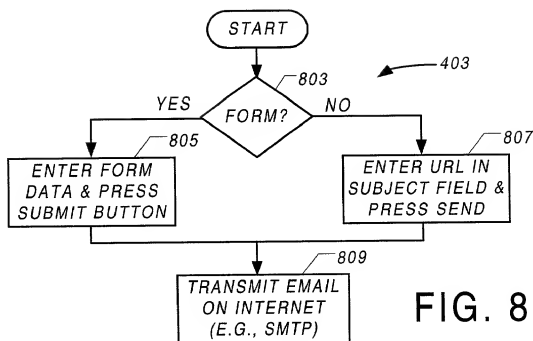 START
803
403
FORM?
YES
NO
805
807
ENTER FORM
DATA & PRESS
SUBMIT BUTTON
ENTER URL IN
SUBJECT FIELD &
PRESS SEND
809
TRANSMIT EMAIL
ON INTERNET
(E.G., SMTP)
FIG. 8